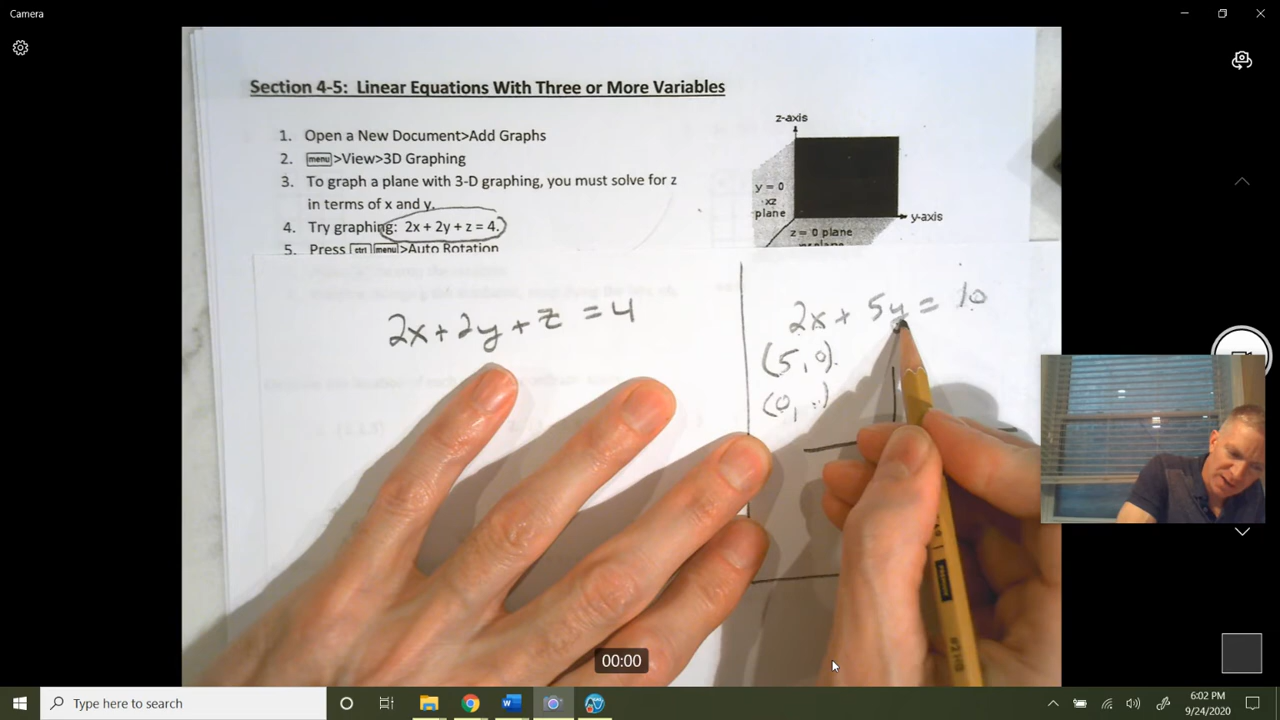 Camera
Section 4-5: Linear Equations With Three or More Variables
1. Open a New Document>Add Graphs
2. menu >View>3D Graphing
3. To graph a plane with 3-D graphing, you must solve for z
in terms of x and y.
4. Try graphing: 2x + 2y + z = 4.
5. Press ctrl menu >Auto Rotation
z-axis
y = 0
xz
plane
y-axis
z = 0 plane
2x+2y+z=4
2x+5y=10
(5,0)
(0,
00:00
Type here to search
6:02 PM
9/24/2020